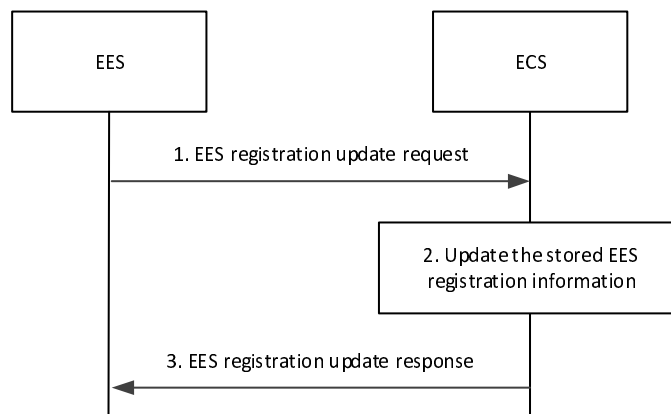 EES
ECS
1. EES registration update request
2. Update the stored EES
registration information
3. EES registration update response